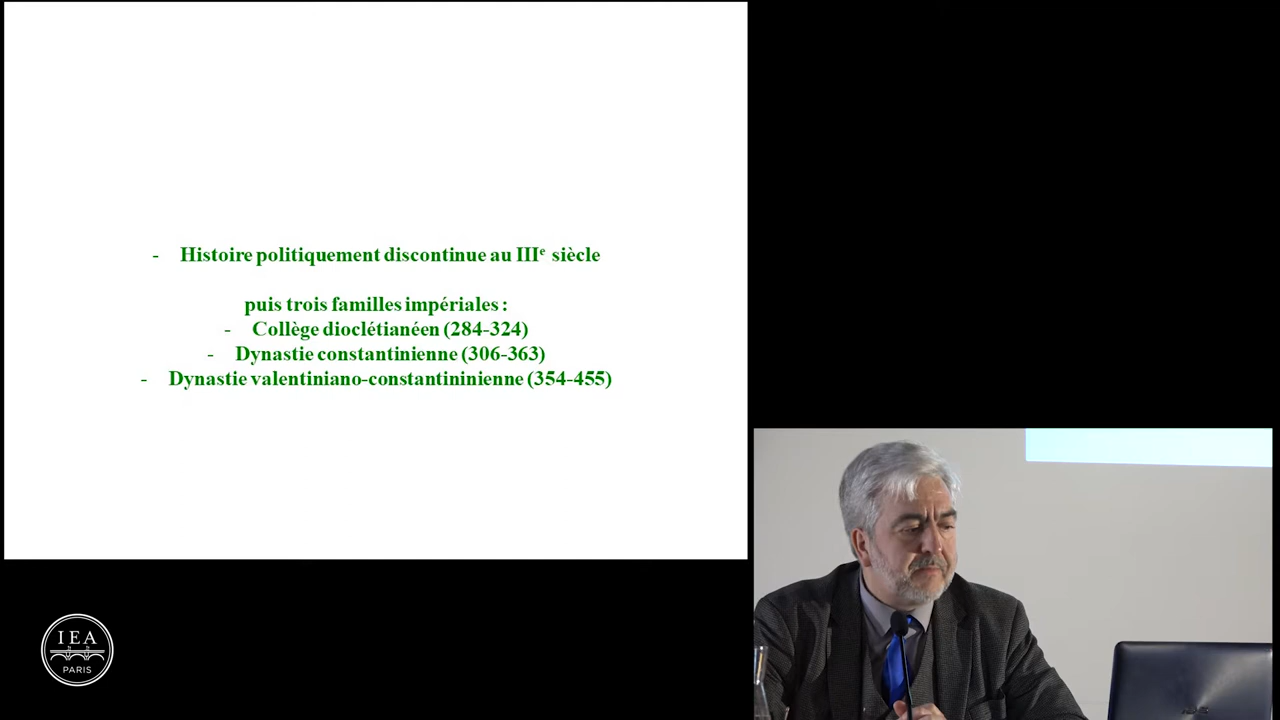 - Histoire politiquement discontinue au IIIe siècle
puis trois familles impériales :
- Collège dioclétianéen (284-324)
- Dynastie constantinienne (306-363)
- Dynastie valentiniano-constantininienne (354-455)
IEA
PARIS